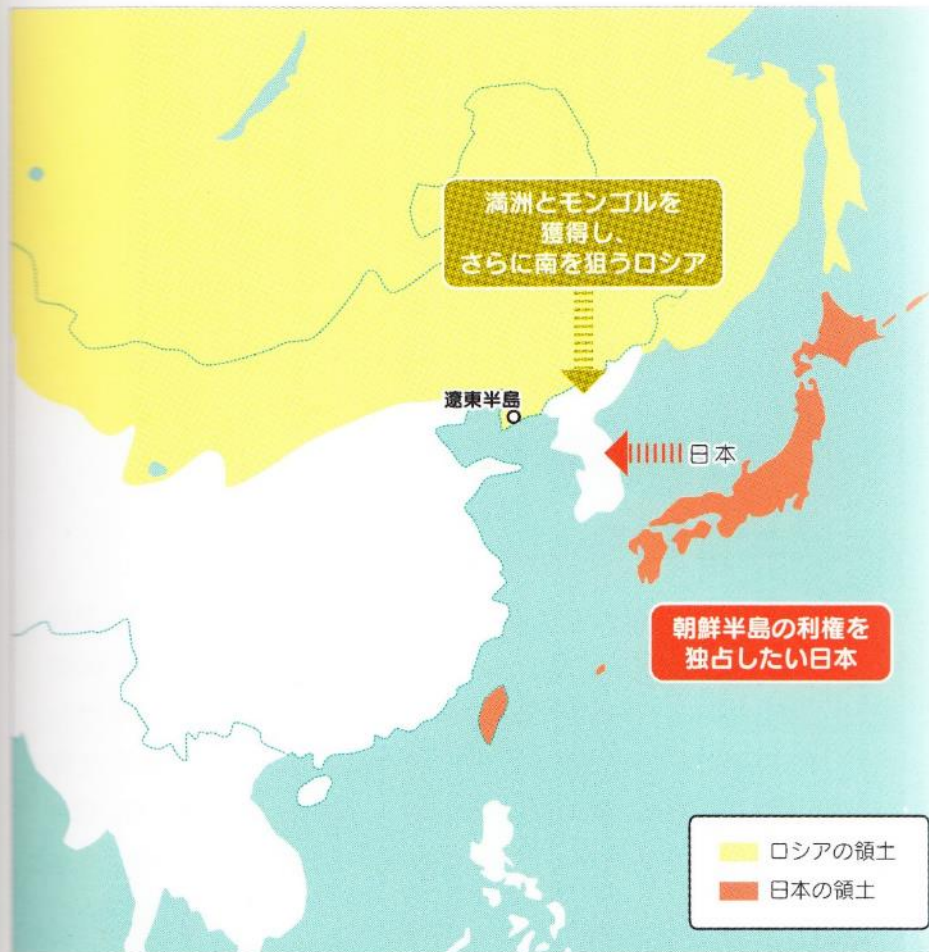 満洲とモンゴルを
獲得し、
さらに南を狙うロシア
遼東半島
日本
朝鮮半島の利権を
独占したい日本
ロシアの領土
日本の領土